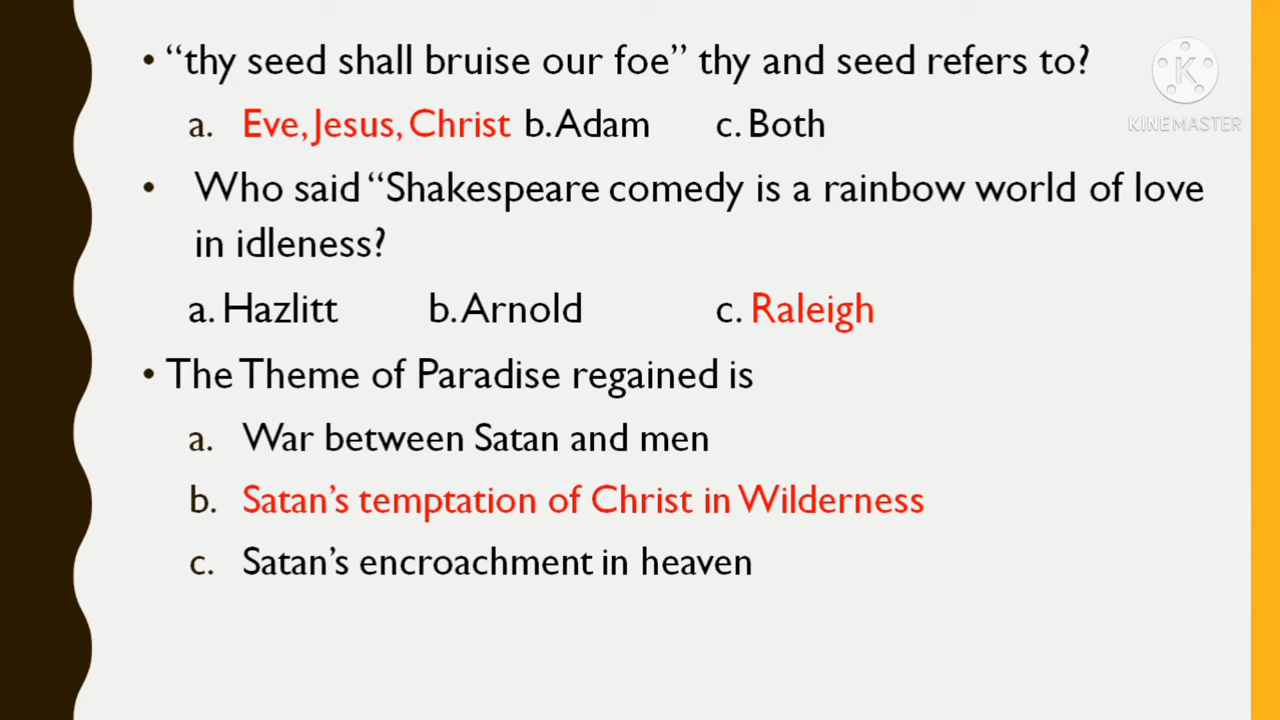 • “thy seed shall bruise our foe” thy and seed refers to?
a. Eve, Jesus, Christ b. Adam c. Both
• Who said “Shakespeare comedy is a rainbow world of love
in idleness?
a. Hazlitt b. Arnold c. Raleigh
• The Theme of Paradise regained is
a. War between Satan and men
b. Satan’s temptation of Christ in Wilderness
c. Satan’s encroachment in heaven
K
KINEMASTER